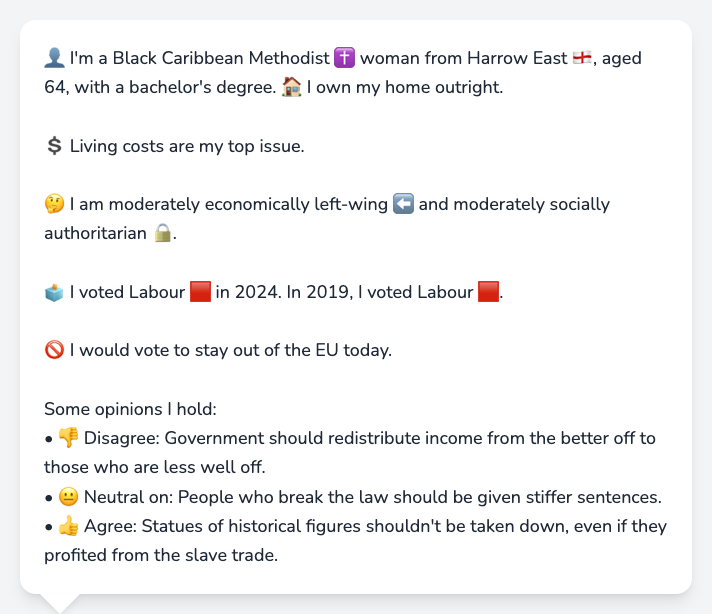 👤 I'm a Black Caribbean Methodist ✝️ woman from Harrow East 🏴󠁧󠁢󠁥󠁮󠁧󠁿, aged
64, with a bachelor's degree. 🏠 I own my home outright.
💲 Living costs are my top issue.
🤔 I am moderately economically left-wing ⬅️ and moderately socially
authoritarian 🔒.
🗳️ I voted Labour 🟥 in 2024. In 2019, I voted Labour 🟥.
🚫 I would vote to stay out of the EU today.
Some opinions I hold:
• 👎 Disagree: Government should redistribute income from the better off to
those who are less well off.
• 😐 Neutral on: People who break the law should be given stiffer sentences.
• 👍 Agree: Statues of historical figures shouldn't be taken down, even if they
profited from the slave trade.